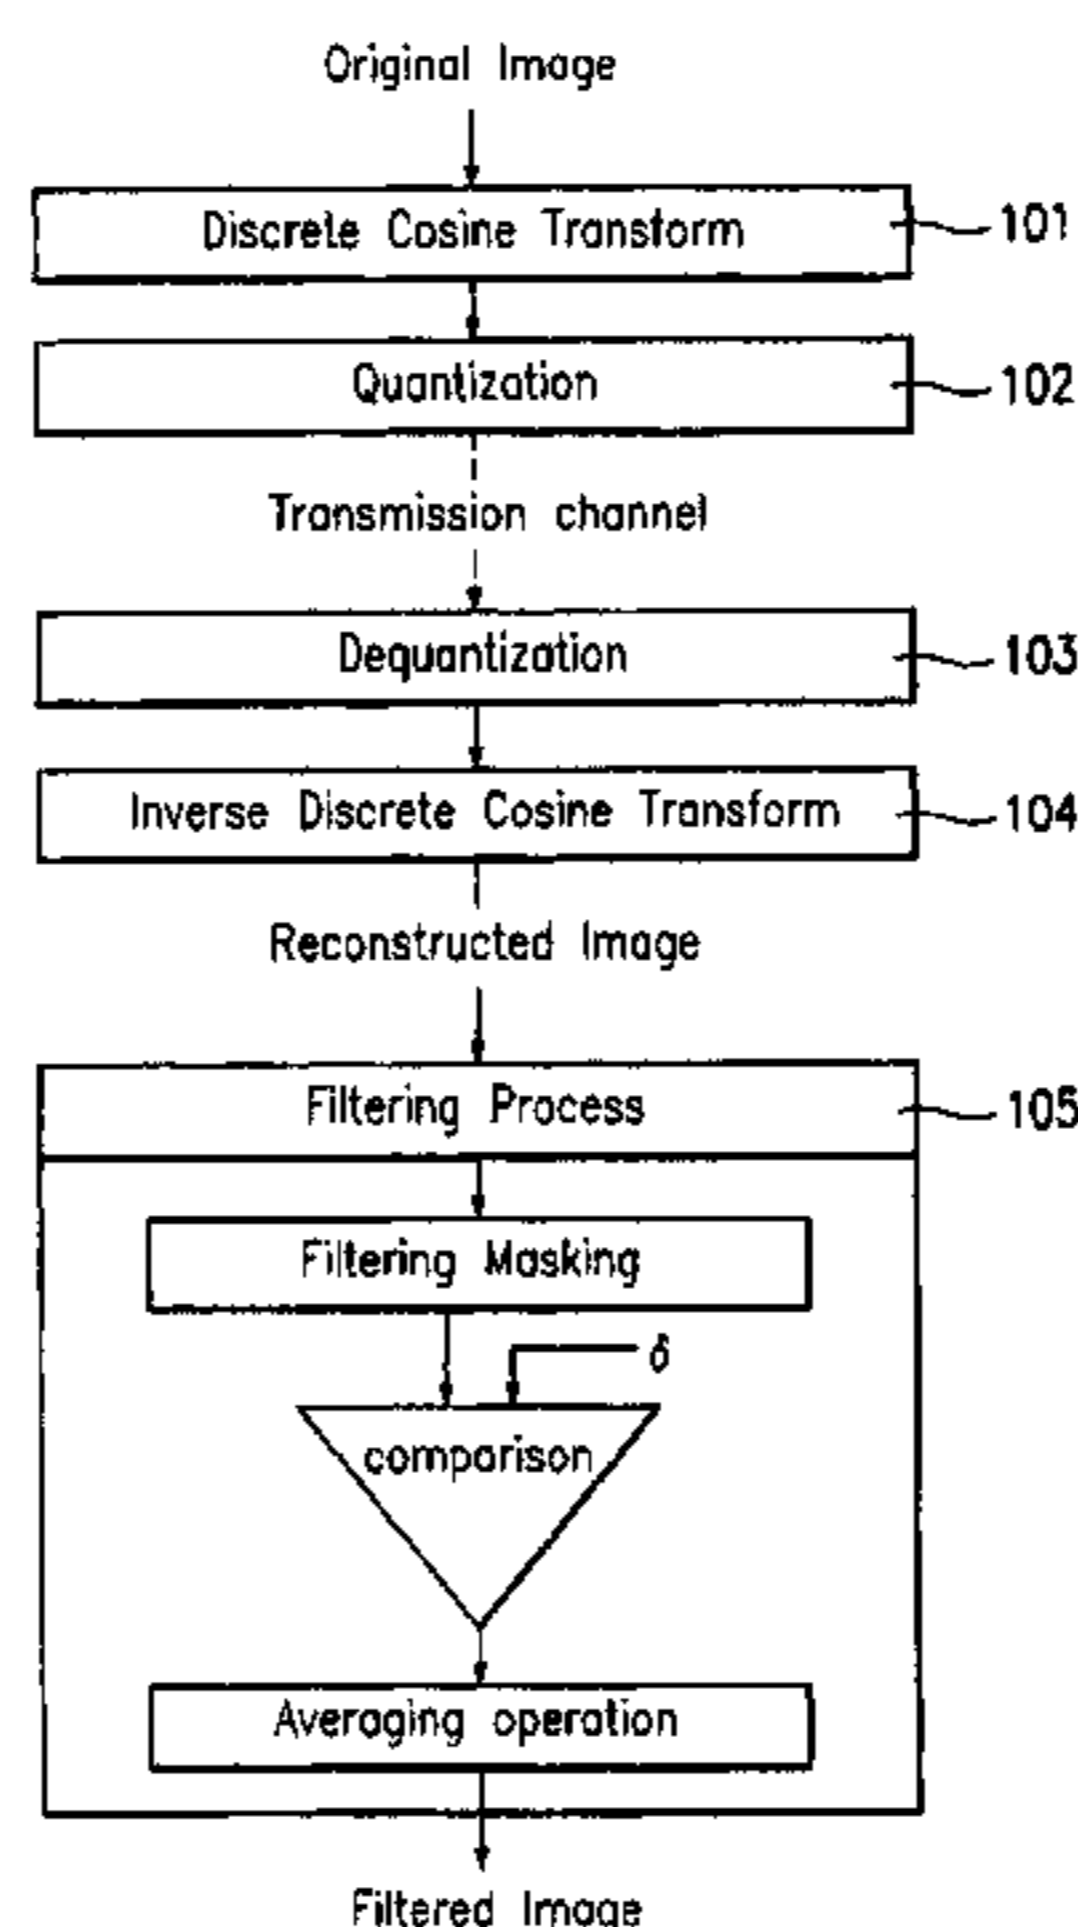 Original Image
Discrete Cosine Transform
101
Quantization
102
Transmission channel
Dequantization
103
Inverse Discrete Cosine Transform
104
Reconstructed Image
Filtering Process
105
Filtering Masking
δ
comparison
Averaging operation
Filtered Image